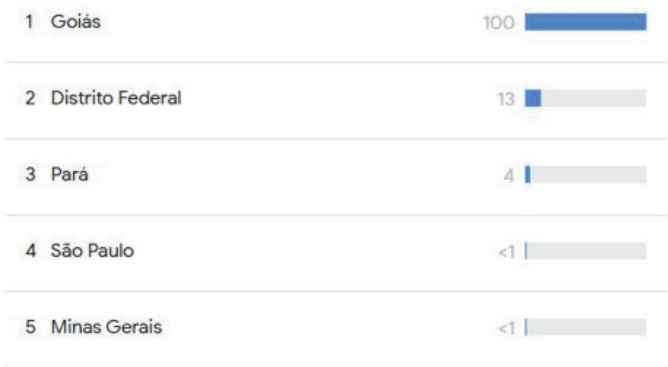 1 Goiás 100
2 Distrito Federal 13
3 Pará 4
4 São Paulo <1
5 Minas Gerais <1